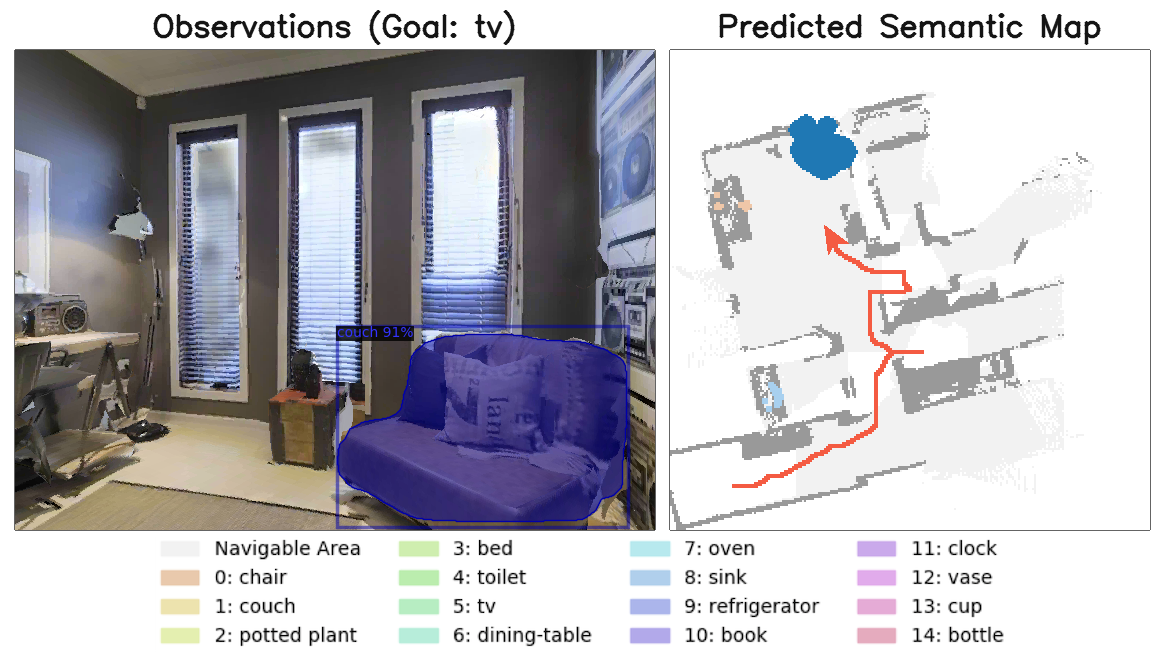 Observations (Goal: tv)
Predicted Semantic Map
couch 91%
land
Navigable Area
0: chair
1: couch
2: potted plant
3: bed
4: toilet
5: tv
6: dining-table
7: oven
8: sink
9: refrigerator
10: book
11: clock
12: vase
13: cup
14: bottle